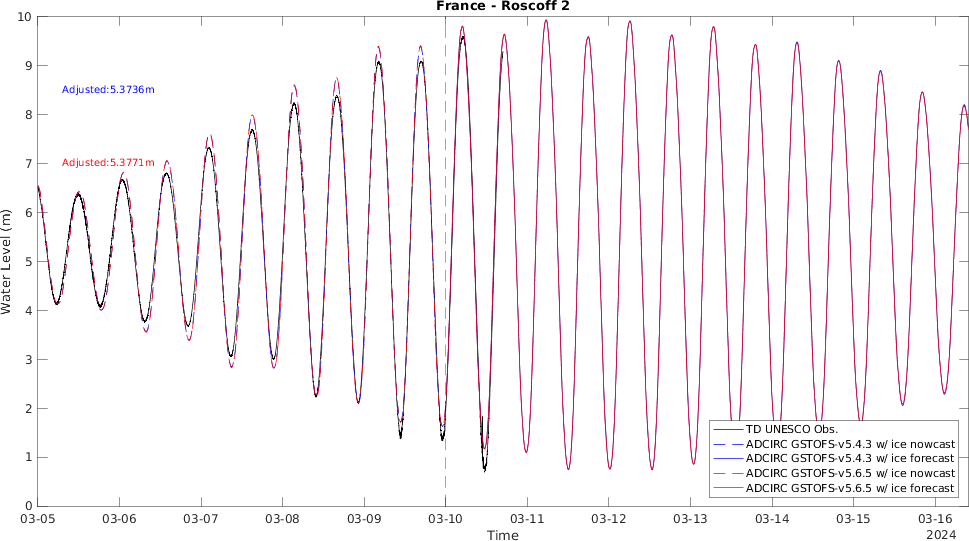 France - Roscoff 2
10
9
8
7
6
5
4
3
2
1
0
Water Level (m)
Adjusted:5.3736m
Adjusted:5.3771m
TD UNESCO Obs.
ADCIRC GSTOFS-v5.4.3 w/ ice nowcast
ADCIRC GSTOFS-v5.4.3 w/ ice forecast
ADCIRC GSTOFS-v5.6.5 w/ ice nowcast
ADCIRC GSTOFS-v5.6.5 w/ ice forecast
03-05 03-06 03-07 03-08 03-09 03-10 03-11 03-12 03-13 03-14 03-15 03-16
Time
2024